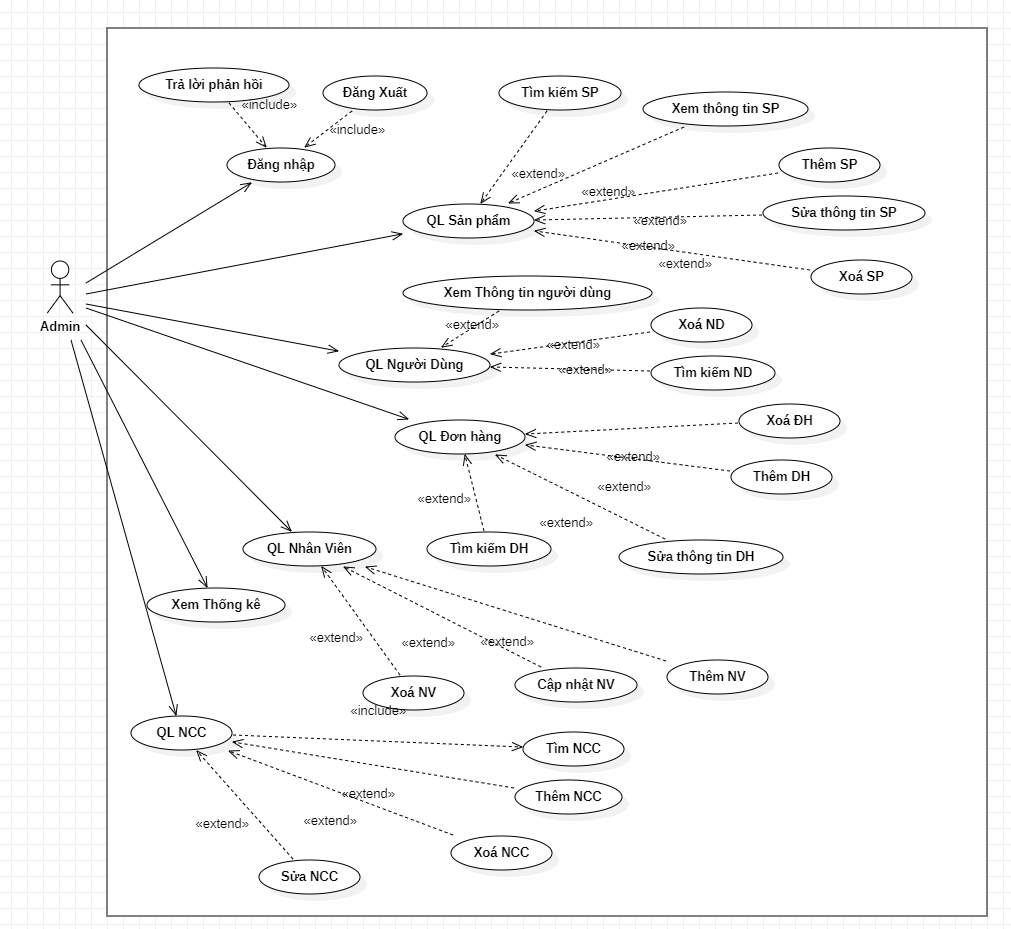 Trả lời phản hồi
Đăng Xuất
Tìm kiếm SP
Xem thông tin SP
«include»
«include»
Đăng nhập
Thêm SP
«extend»
«extend»
QL Sản phẩm
Sửa thông tin SP
«extend»
«extend»
«extend»
Xoá SP
Admin
Xem Thông tin người dùng
«extend»
Xoá ND
«extend»
QL Người Dùng
«extend»
Tìm kiếm ND
Xoá ĐH
QL Đơn hàng
«extend»
Thêm DH
«extend»
«extend»
«extend»
Tìm kiếm DH
Sửa thông tin DH
QL Nhân Viên
Xem Thống kê
«extend»
«extend»
«extend»
Xoá NV
Cập nhật NV
Thêm NV
«include»
QL NCC
Tìm NCC
«extend»
Thêm NCC
«extend»
«extend»
Xoá NCC
Sửa NCC